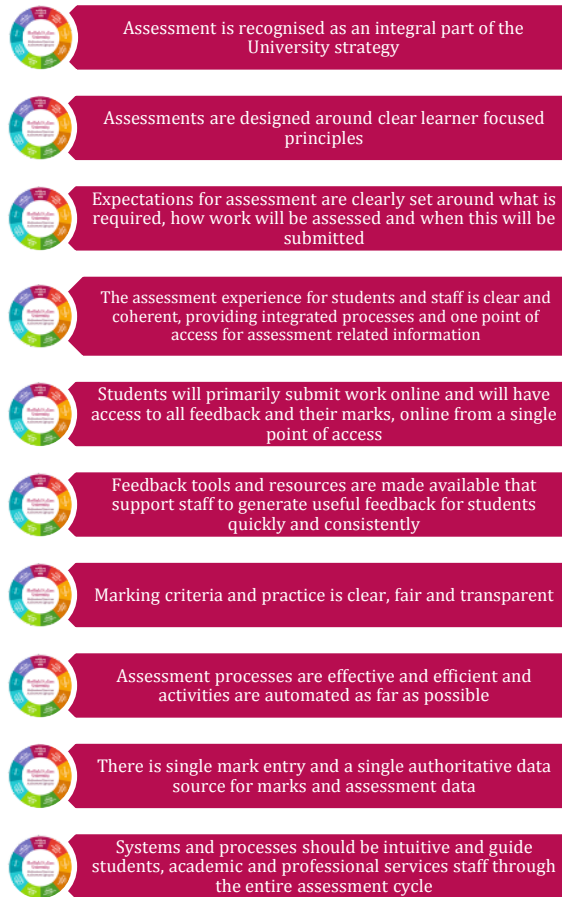 Assessment is recognised as an integral part of the
University strategy
Assessments are designed around clear learner focused
principles
Expectations for assessment are clearly set around what is
required, how work will be assessed and when this will be
submitted
The assessment experience for students and staff is clear and
coherent, providing integrated processes and one point of
access for assessment related information
Students will primarily submit work online and will have
access to all feedback and their marks, online from a single
point of access
Feedback tools and resources are made available that
support staff to generate useful feedback for students
quickly and consistently
Marking criteria and practice is clear, fair and transparent
Assessment processes are effective and efficient and
activities are automated as far as possible
There is single mark entry and a single authoritative data
source for marks and assessment data
Systems and processes should be intuitive and guide
students, academic and professional services staff through
the entire assessment cycle